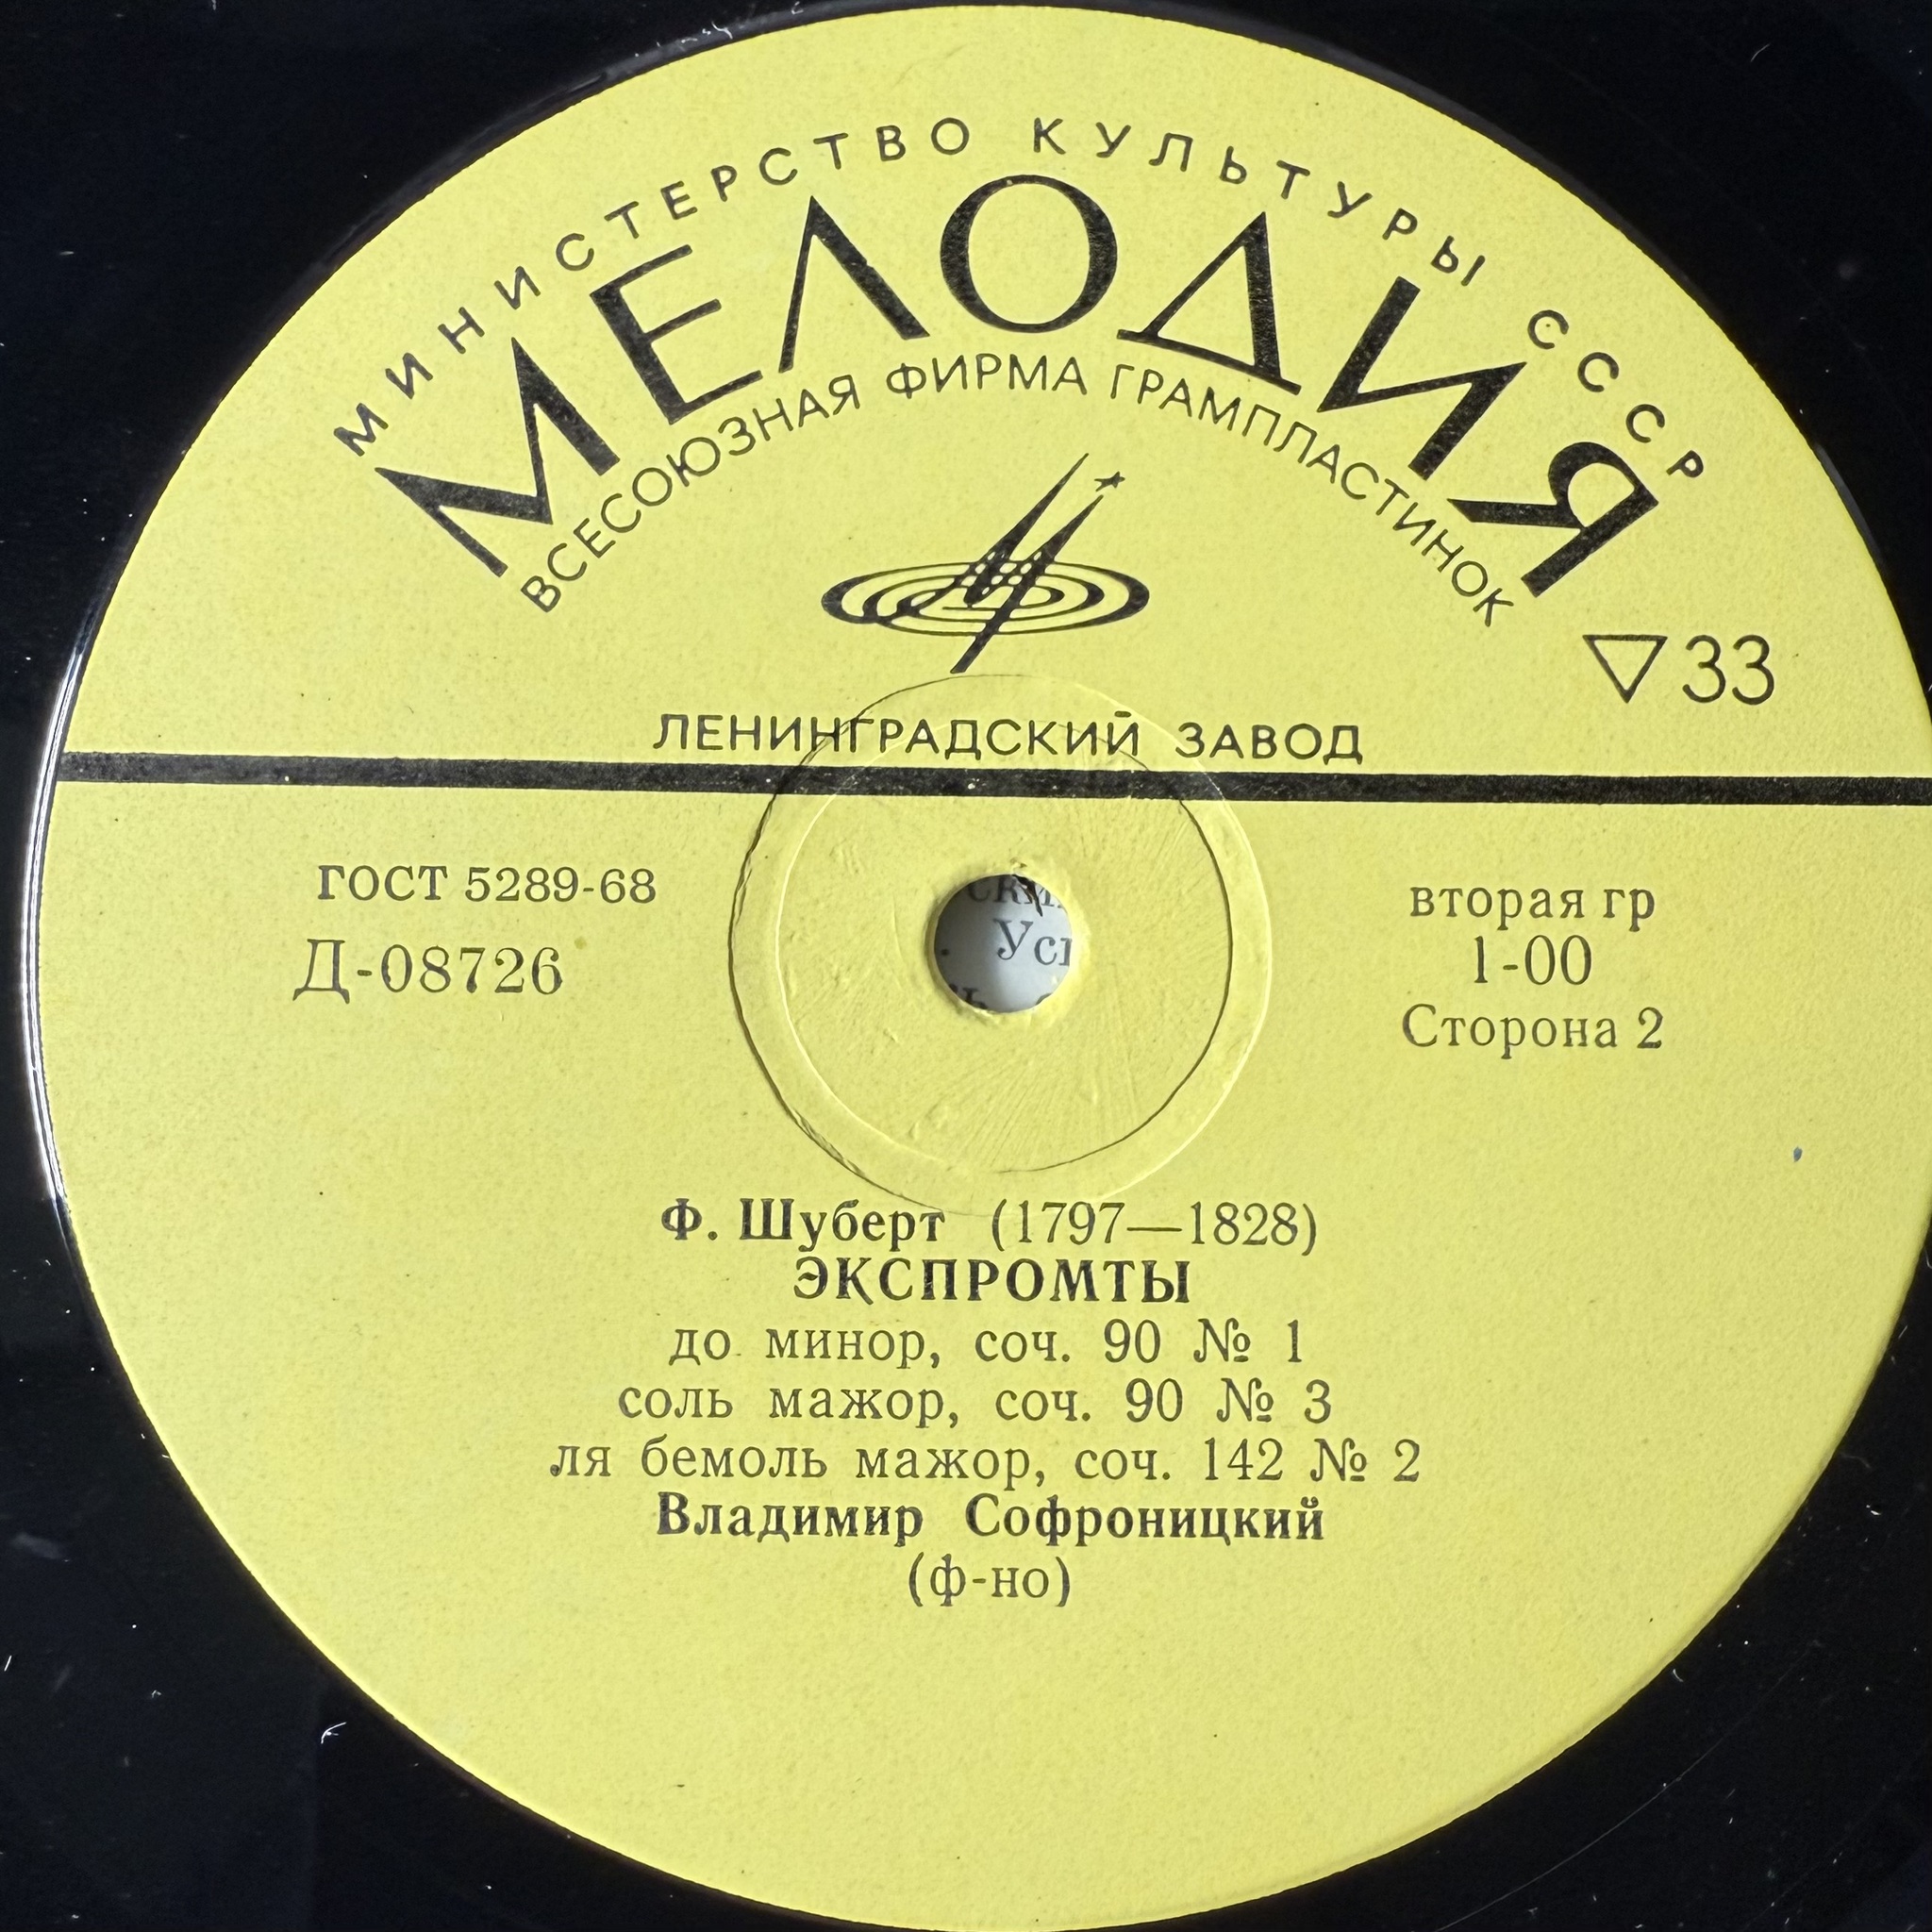 МИНИСТЕРСТВО КУЛЬТУРЫ СССР
МЕЛОДИЯ
ВСЕСОЮЗНАЯ ФИРМА ГРАМПЛАСТИНОК
33
ЛЕНИНГРАДСКИЙ ЗАВОД
ГОСТ 5289-68
Д-08726
вторая гр
1-00
Сторона 2
Ф. Шуберт (1797—1828)
ЭКСПРОМТЫ
до минор, соч. 90 № 1
соль мажор, соч. 90 № 3
ля бемоль мажор, соч. 142 № 2
Владимир Софроницкий
(ф-но)